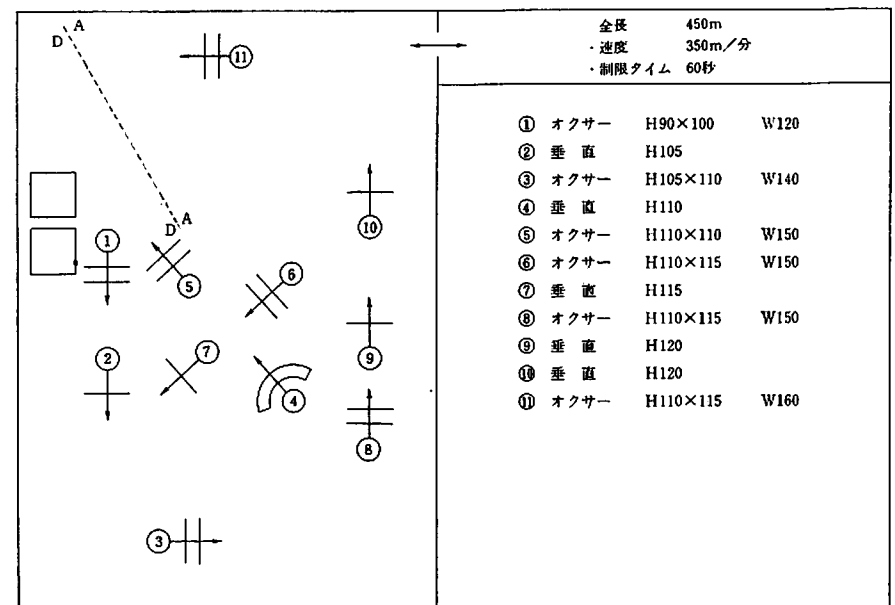 全長 450m
・速度 350m／分
・制限タイム 60秒
① オクサー H90×100 W120
② 垂直 H105
③ オクサー H105×110 W140
④ 垂直 H110
⑤ オクサー H110×110 W150
⑥ オクサー H110×115 W150
⑦ 垂直 H115
⑧ オクサー H110×115 W150
⑨ 垂直 H120
⑩ 垂直 H120
⑪ オクサー H110×115 W160
A
D
⑪
A
D
①
⑩
⑤
⑥
②
⑦
⑨
④
⑧
③